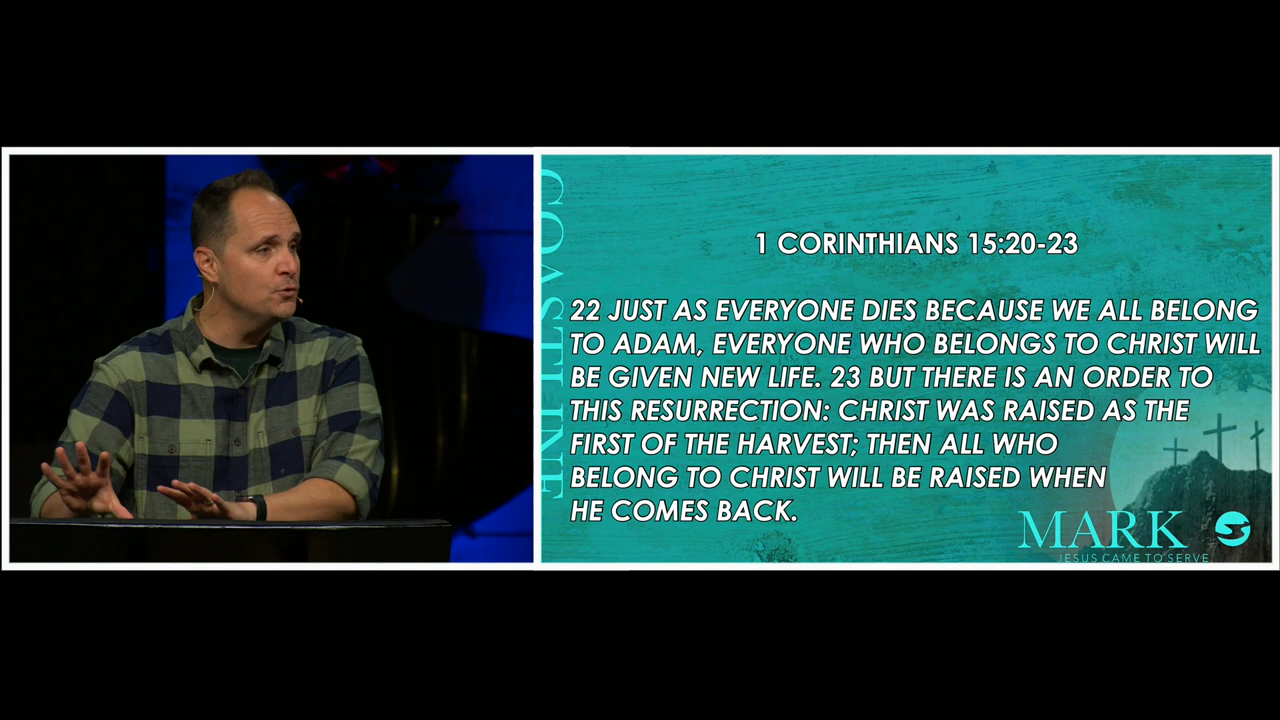 COASTLINE
1 CORINTHIANS 15:20-23
22 JUST AS EVERYONE DIES BECAUSE WE ALL BELONG
TO ADAM, EVERYONE WHO BELONGS TO CHRIST WILL
BE GIVEN NEW LIFE. 23 BUT THERE IS AN ORDER TO
THIS RESURRECTION: CHRIST WAS RAISED AS THE
FIRST OF THE HARVEST; THEN ALL WHO
BELONG TO CHRIST WILL BE RAISED WHEN
HE COMES BACK.
MARK
JESUS CAME TO SERVE